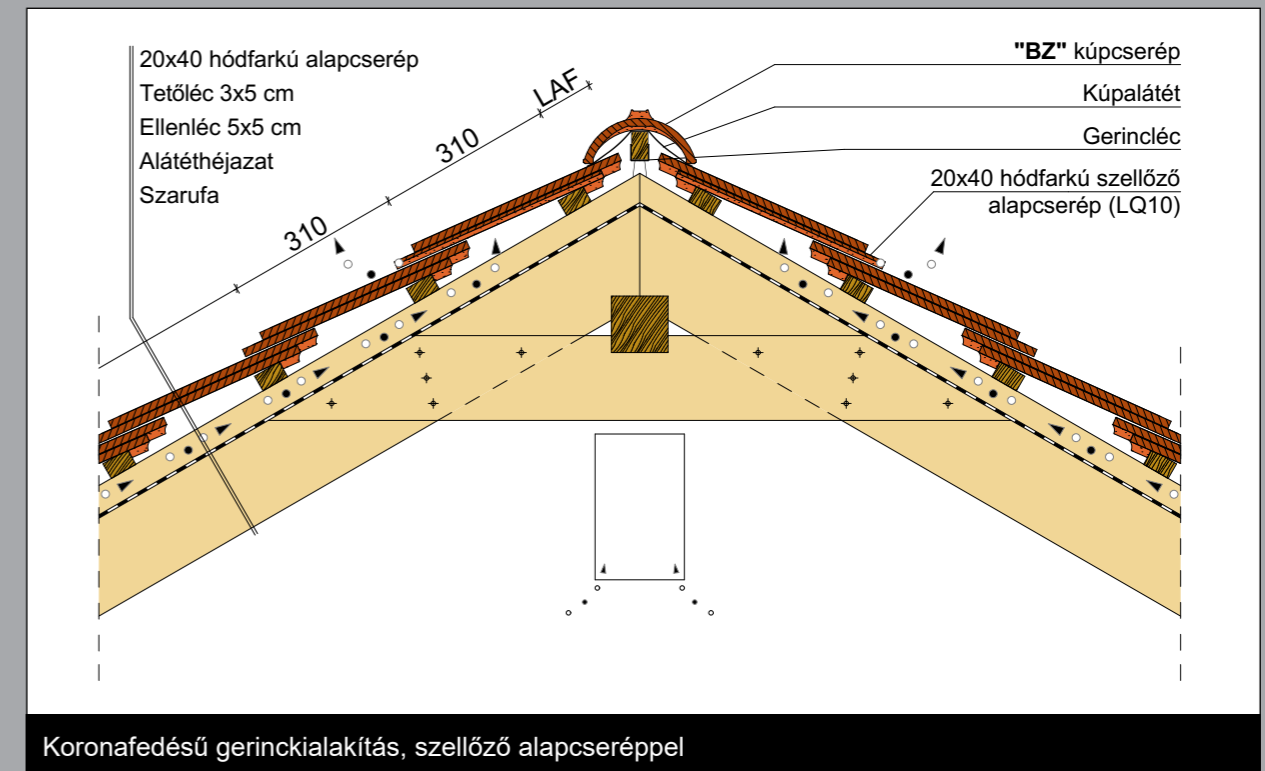 20x40 hódfarkú alapcserép
Tetőléc 3x5 cm
Ellenléc 5x5 cm
Alátéthéjazat
Szarufa
310
310
LAF
"BZ" kúpcserép
Kúpalátét
Gerincléc
20x40 hódfarkú szellőző
alapcserép (LQ10)
Koronafedésű gerinckialakítás, szellőző alapcseréppel